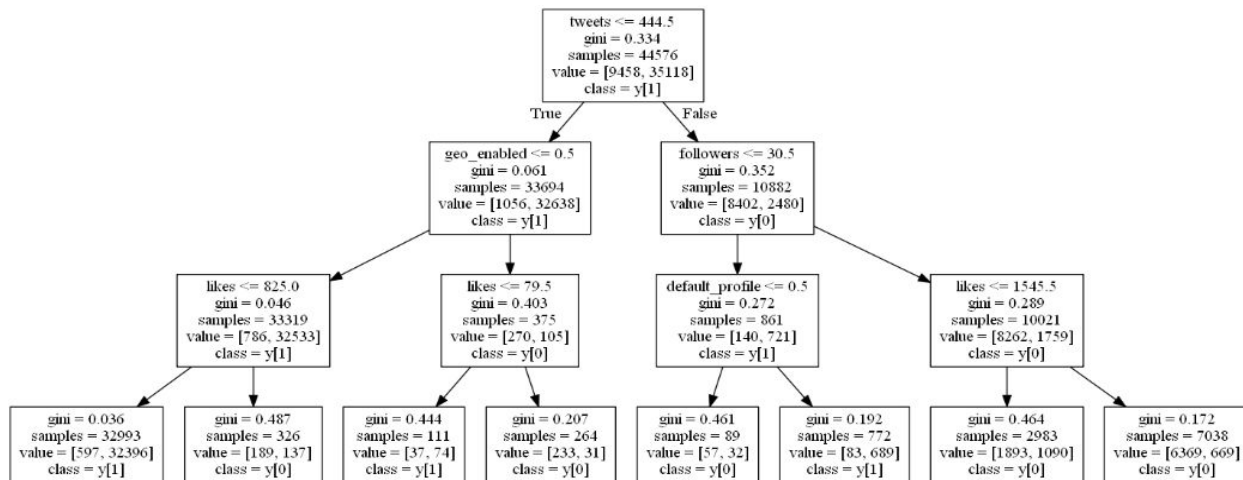 tweets <= 444.5
gini = 0.334
samples = 44576
value = [9458, 35118]
class = y[1]
True
False
geo_enabled <= 0.5
gini = 0.061
samples = 33694
value = [1056, 32638]
class = y[1]
followers <= 30.5
gini = 0.352
samples = 10882
value = [8402, 2480]
class = y[0]
likes <= 825.0
gini = 0.046
samples = 33319
value = [786, 32533]
class = y[1]
likes <= 79.5
gini = 0.403
samples = 375
value = [270, 105]
class = y[0]
default_profile <= 0.5
gini = 0.272
samples = 861
value = [140, 721]
class = y[1]
likes <= 1545.5
gini = 0.289
samples = 10021
value = [8262, 1759]
class = y[0]
gini = 0.036
samples = 32993
value = [597, 32396]
class = y[1]
gini = 0.487
samples = 326
value = [189, 137]
class = y[0]
gini = 0.444
samples = 111
value = [37, 74]
class = y[1]
gini = 0.207
samples = 264
value = [233, 31]
class = y[0]
gini = 0.461
samples = 89
value = [57, 32]
class = y[0]
gini = 0.192
samples = 772
value = [83, 689]
class = y[1]
gini = 0.464
samples = 2983
value = [1893, 1090]
class = y[0]
gini = 0.172
samples = 7038
value = [6369, 669]
class = y[0]